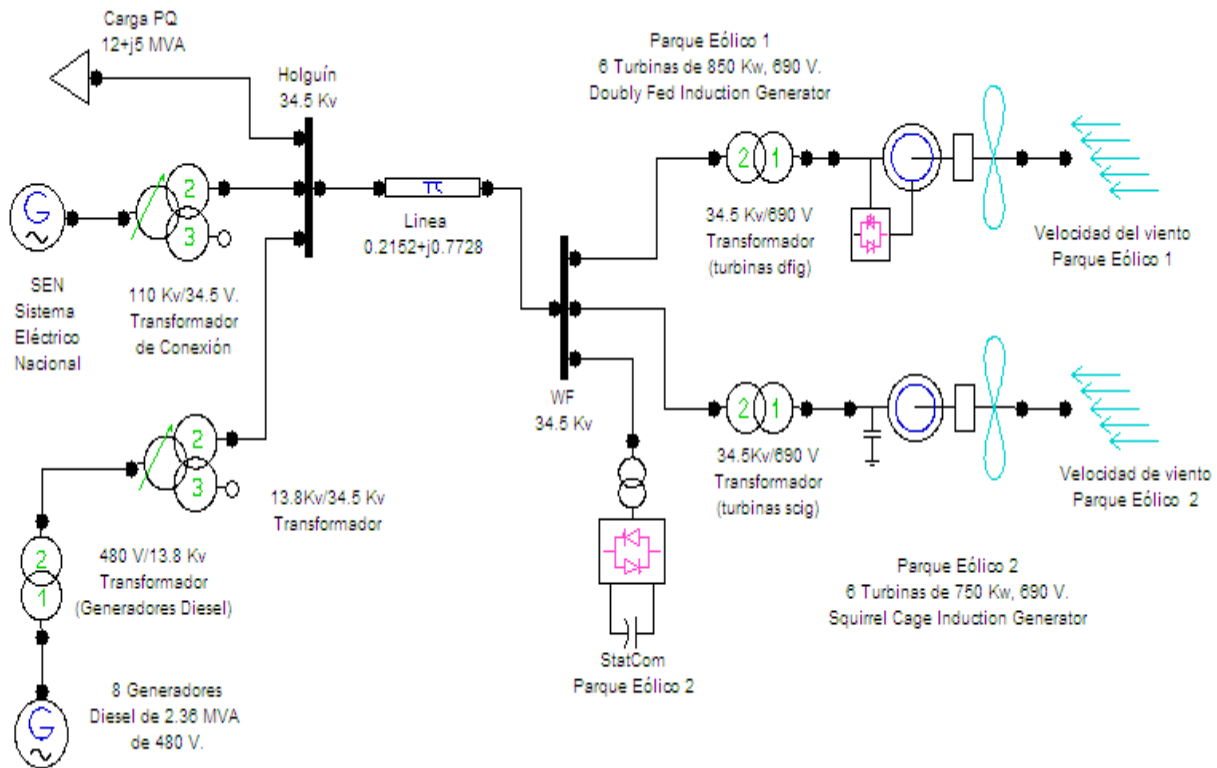 Carga PQ
12+j5 MVA
Holguín
34.5 Kv
2
3
G
SEN
Sistema
Eléctrico
Nacional
110 Kv/34.5 V.
Transformador
de Conexión
π
Linea
0.2152+j0.7728
2
3
13.8Kv/34.5 Kv
Transformador
2
1
480 V/13.8 Kv
Transformador
(Generadores Diesel)
G
8 Generadores
Diesel de 2.36 MVA
de 480 V.
WF
34.5 Kv
Parque Eólico 1
6 Turbinas de 850 Kw, 690 V.
Doubly Fed Induction Generator
2 1
34.5 Kv/690 V
Transformador
(turbinas dfig)
Velocidad del viento
Parque Eólico 1
2 1
34.5Kv/690 V
Transformador
(turbinas scig)
Velocidad de viento
Parque Eólico 2
Parque Eólico 2
6 Turbinas de 750 Kw, 690 V.
Squirrel Cage Induction Generator
StatCom
Parque Eólico 2